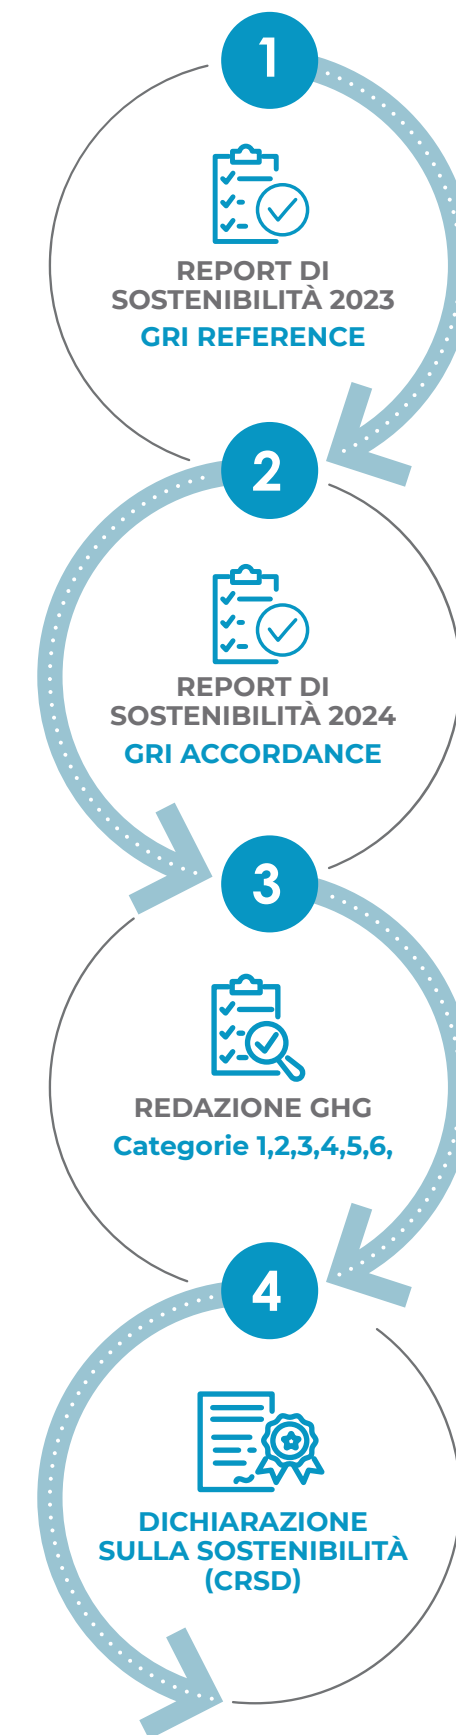 1
REPORT DI
SOSTENIBILITÀ 2023
GRI REFERENCE
2
REPORT DI
SOSTENIBILITÀ 2024
GRI ACCORDANCE
3
REDAZIONE GHG
Categorie 1,2,3,4,5,6,
4
DICHIARAZIONE
SULLA SOSTENIBILITÀ
(CRSD)